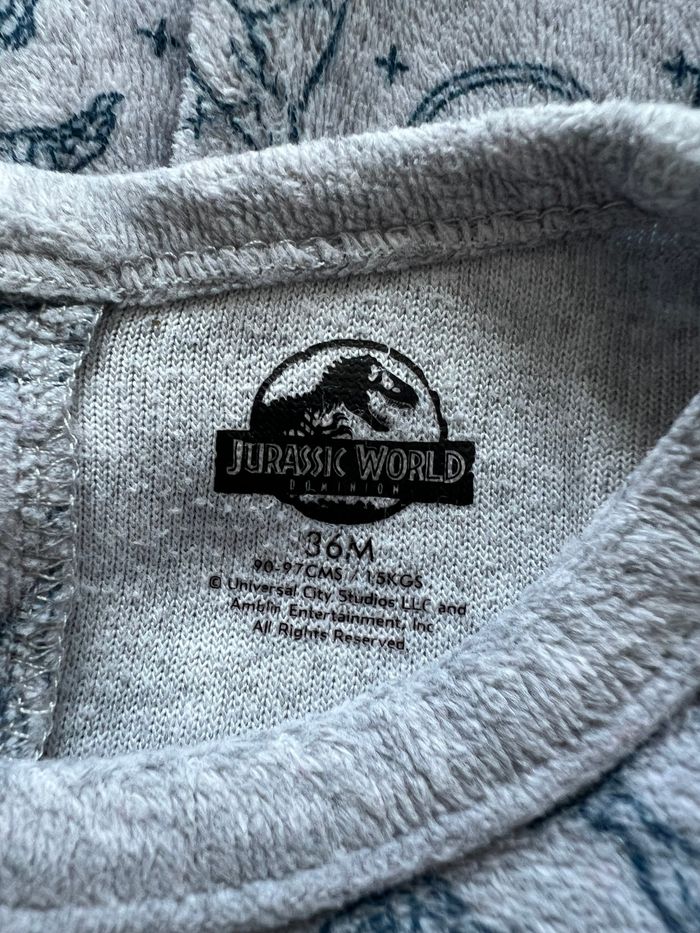 JURASSIC WORLD
DOMINION
36M
90-97CMS / 15KGS
© Universal City Studios LLC and
Amblin Entertainment, Inc
All Rights Reserved.